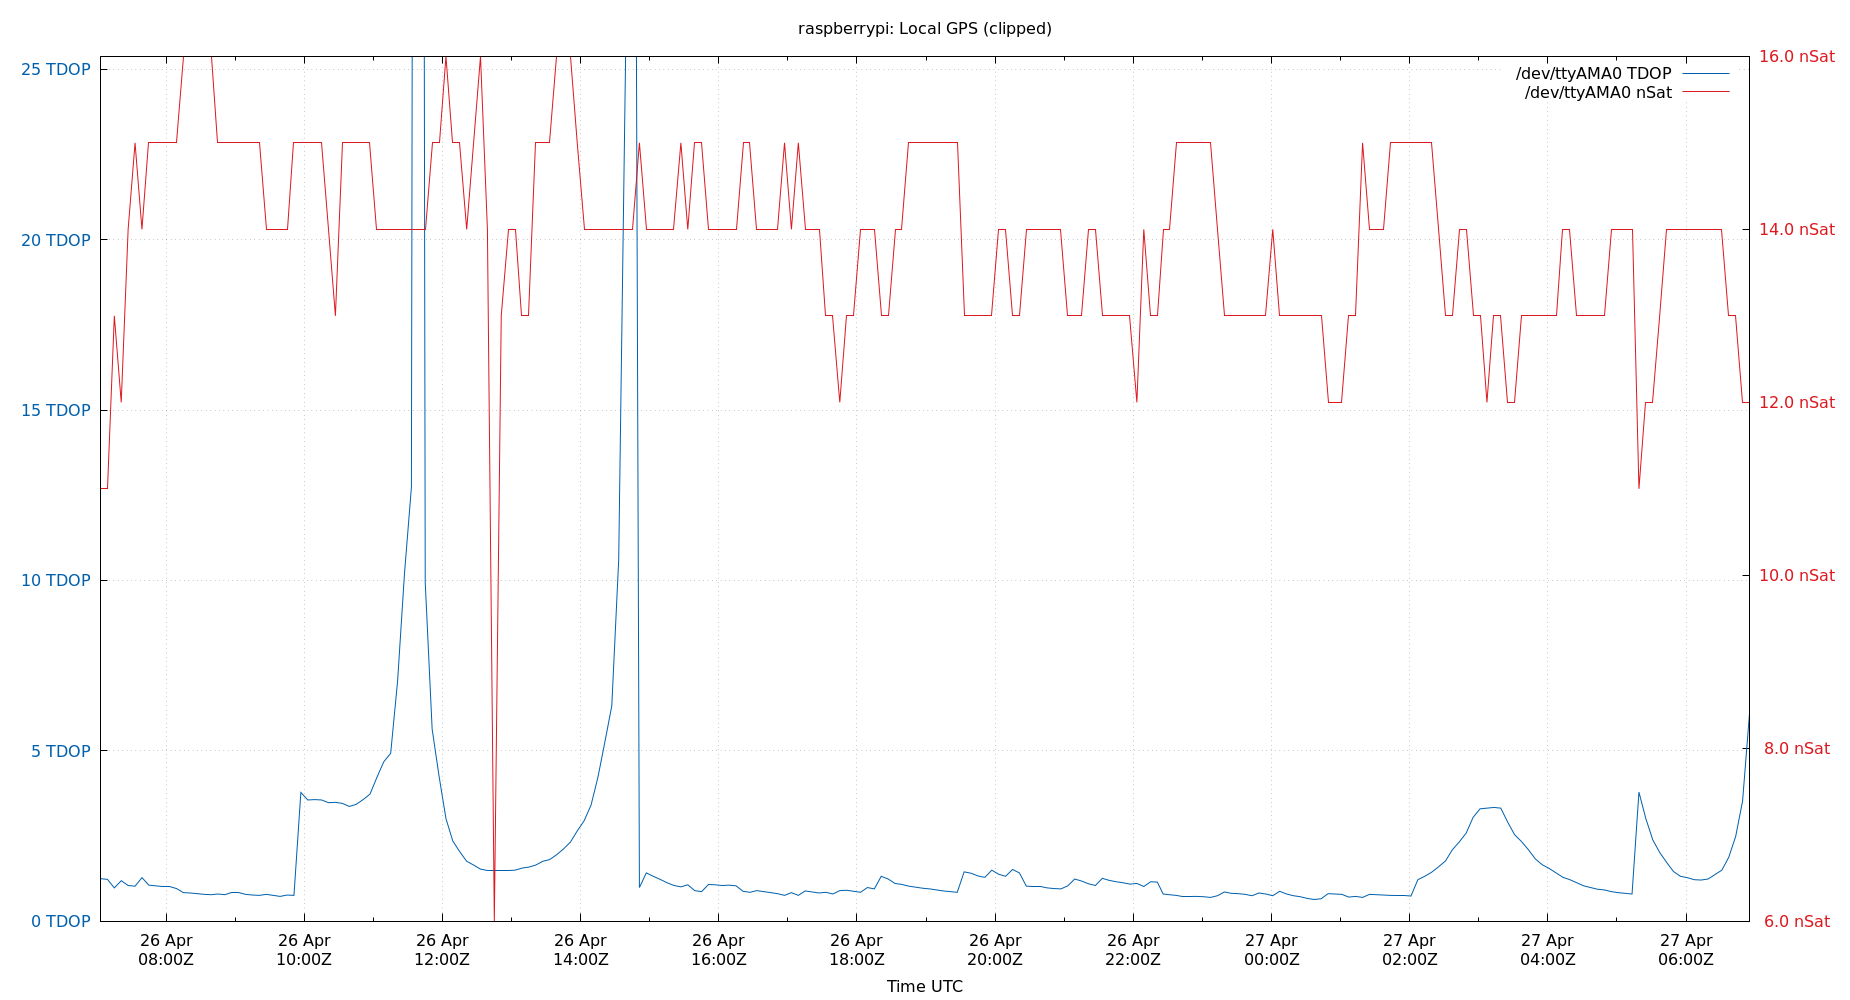 raspberrypi: Local GPS (clipped)
25 TDOP
20 TDOP
15 TDOP
10 TDOP
5 TDOP
0 TDOP
16.0 nSat
14.0 nSat
12.0 nSat
10.0 nSat
8.0 nSat
6.0 nSat
/dev/ttyAMA0 TDOP
/dev/ttyAMA0 nSat
26 Apr 26 Apr 26 Apr 26 Apr 26 Apr 26 Apr 26 Apr 26 Apr 27 Apr 27 Apr 27 Apr 27 Apr
08:00Z 10:00Z 12:00Z 14:00Z 16:00Z 18:00Z 20:00Z 22:00Z 00:00Z 02:00Z 04:00Z 06:00Z
Time UTC